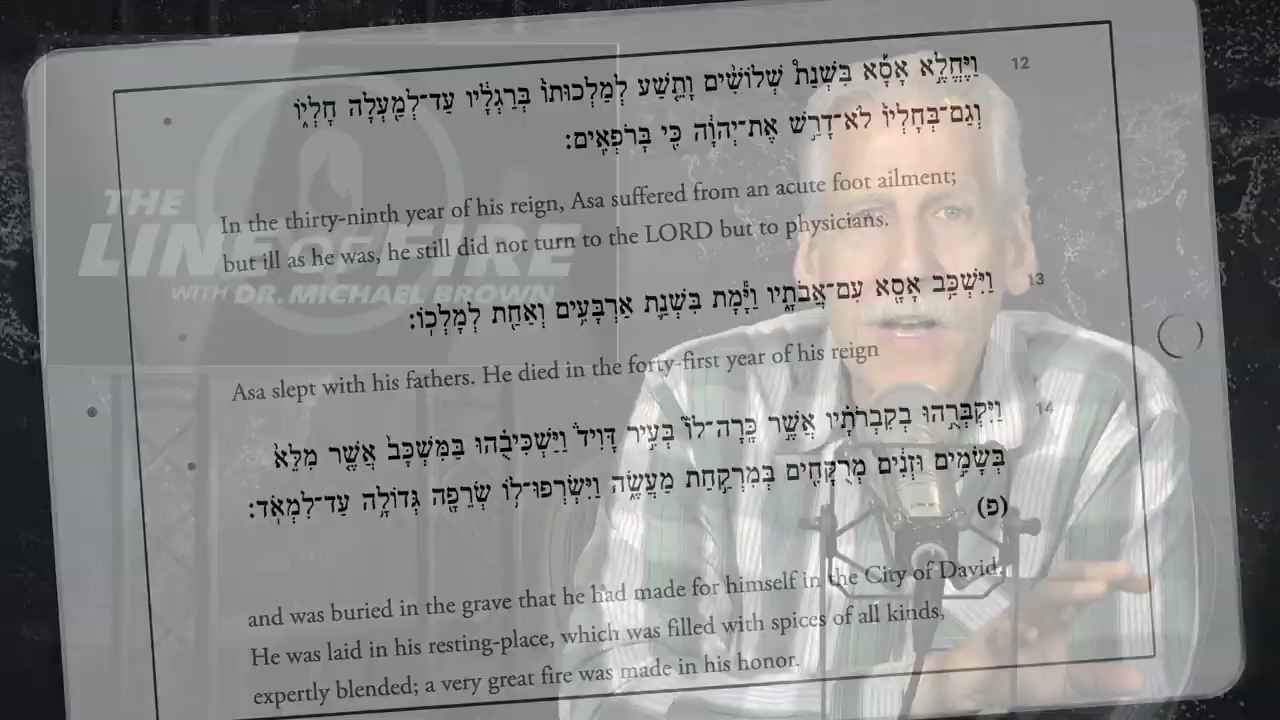 וַיֶּחֱלֶ֣א אָסָ֡א בִּשְׁנַת֩ שְׁלוֹשִׁ֨ים וָתֵ֜שַׁע לְמַלְכוּת֗וֹ בְּרַגְלָ֔יו עַד־לְמַ֖עְלָה חׇלְי֑וֹ 12
וְגַם־בְּחׇלְיוֹ֙ לֹא־דָרַ֣שׁ אֶת־יְהֹוָ֔ה כִּ֖י בָּרֹפְאִֽים׃
In the thirty-ninth year of his reign, Asa suffered from an acute foot ailment;
but ill as he was, he still did not turn to the LORD but to physicians.
THE
LINE OF FIRE
WITH DR. MICHAEL BROWN
וַיִּשְׁכַּ֥ב אָסָ֖א עִם־אֲבֹתָ֑יו וַיָּ֕מׇת בִּשְׁנַ֛ת אַרְבָּעִ֥ים וְאַחַ֖ת לְמׇלְכֽוֹ׃ 13
Asa slept with his fathers. He died in the forty-first year of his reign
וַיִּקְבְּרֻ֣הוּ בְקִבְרֹתָ֗יו אֲשֶׁ֣ר כָּֽרָה־לוֹ֮ בְּעִ֣יר דָּוִיד֒ וַיַּשְׁכִּיבֻ֗הוּ בַּמִּשְׁכָּב֙ אֲשֶׁ֣ר מִלֵּא֙ 14
בְּשָׂמִ֣ים וּזְנִ֔ים מְרֻקָּחִ֖ים בְּמִרְקַ֣חַת מַעֲשֶׂ֑ה וַיִּשְׂרְפוּ־ל֥וֹ שְׂרֵפָ֖ה גְּדוֹלָ֥ה עַד־לִמְאֹֽד׃
(פ)
and was buried in the grave that he had made for himself in the City of David.
He was laid in his resting-place, which was filled with spices of all kinds,
expertly blended; a very great fire was made in his honor.